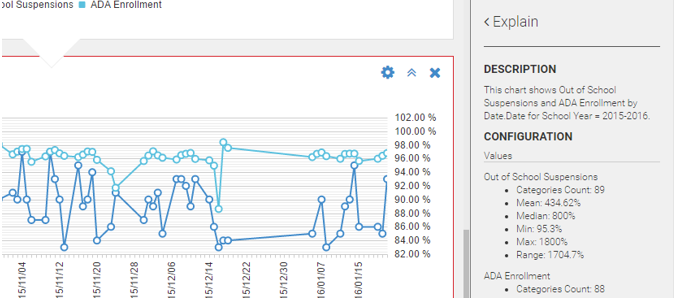 ool Suspensions ADA Enrollment
102.00 %
100.00 %
98.00 %
96.00 %
94.00 %
92.00 %
90.00 %
88.00 %
86.00 %
84.00 %
82.00 %
15/11/04
15/11/12
15/11/20
15/11/28
15/12/06
15/12/14
15/12/22
15/12/30
16/01/07
16/01/15
Explain
DESCRIPTION
This chart shows Out of School
Suspensions and ADA Enrollment by
Date.Date for School Year = 2015-2016.
CONFIGURATION
Values
Out of School Suspensions
Categories Count: 89
Mean: 434.62%
Median: 800%
Min: 95.3%
Max: 1800%
Range: 1704.7%
ADA Enrollment
Categories Count: 88